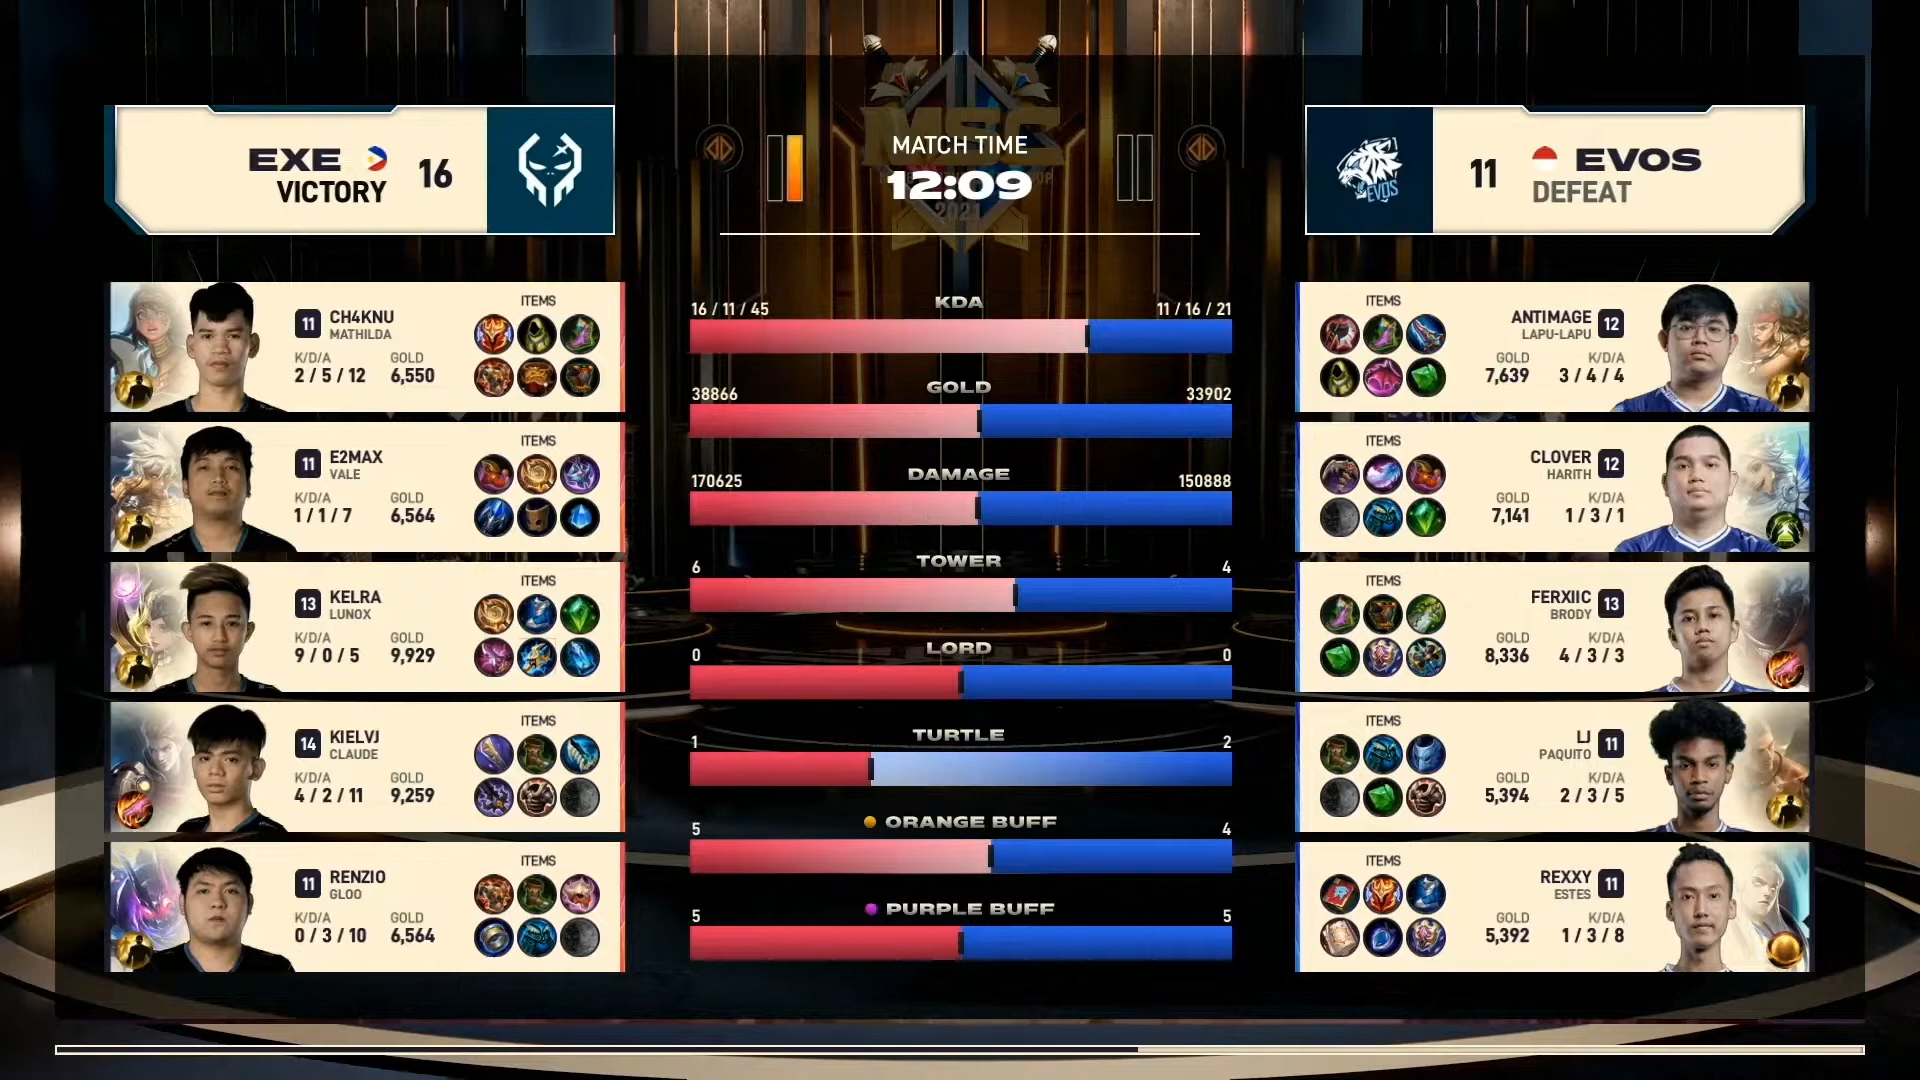 EXE
VICTORY
16
MATCH TIME
12:09
MSC
2021
EVOS
11
EVOS
DEFEAT
11 CH4KNU
MATHILDA
K/D/A GOLD
2 / 5 / 12 6,550
ITEMS
11 E2MAX
VALE
K/D/A GOLD
1 / 1 / 7 6,564
ITEMS
13 KELRA
LUNOX
K/D/A GOLD
9 / 0 / 5 9,929
ITEMS
14 KIELVJ
CLAUDE
K/D/A GOLD
4 / 2 / 11 9,259
ITEMS
11 RENZIO
GLOO
K/D/A GOLD
0 / 3 / 10 6,564
ITEMS
KDA
16 / 11 / 45 11 / 16 / 21
GOLD
38866 33902
DAMAGE
170625 150888
TOWER
6 4
LORD
0 0
TURTLE
1 2
ORANGE BUFF
5 4
PURPLE BUFF
5 5
ITEMS
ANTIMAGE 12
LAPU-LAPU
GOLD K/D/A
7,639 3 / 4 / 4
ITEMS
CLOVER 12
HARITH
GOLD K/D/A
7,141 1 / 3 / 1
ITEMS
FERXIIC 13
BRODY
GOLD K/D/A
8,336 4 / 3 / 3
ITEMS
LJ 11
PAQUITO
GOLD K/D/A
5,394 2 / 3 / 5
ITEMS
REXXY 11
ESTES
GOLD K/D/A
5,392 1 / 3 / 8